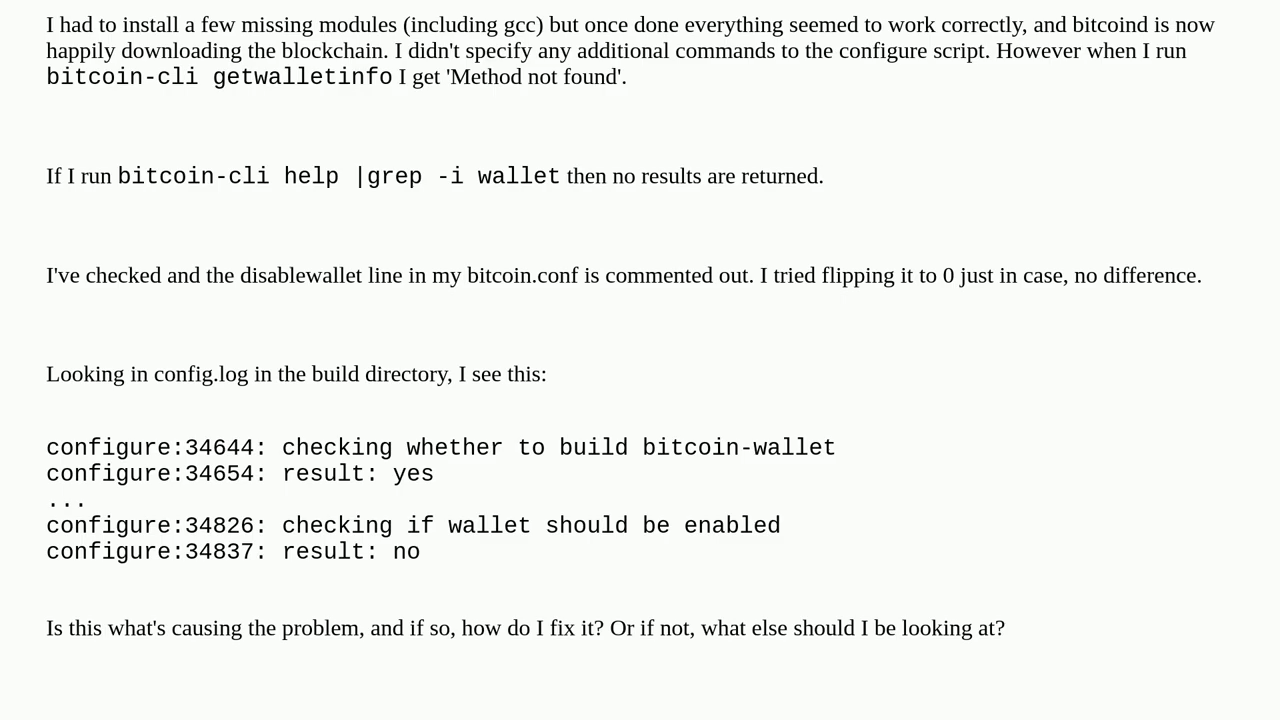 I had to install a few missing modules (including gcc) but once done everything seemed to work correctly, and bitcoind is now
happily downloading the blockchain. I didn't specify any additional commands to the configure script. However when I run
bitcoin-cli getwalletinfo I get 'Method not found'.
If I run bitcoin-cli help |grep -i wallet then no results are returned.
I've checked and the disablewallet line in my bitcoin.conf is commented out. I tried flipping it to 0 just in case, no difference.
Looking in config.log in the build directory, I see this:
configure:34644: checking whether to build bitcoin-wallet
configure:34654: result: yes
...
configure:34826: checking if wallet should be enabled
configure:34837: result: no
Is this what's causing the problem, and if so, how do I fix it? Or if not, what else should I be looking at?